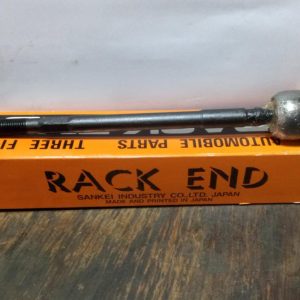 AUTOMOBILE PARTS THREE
RACK END
SANKEI INDUSTRY CO.,LTD. JAPAN
MADE AND PRINTED IN JAPAN